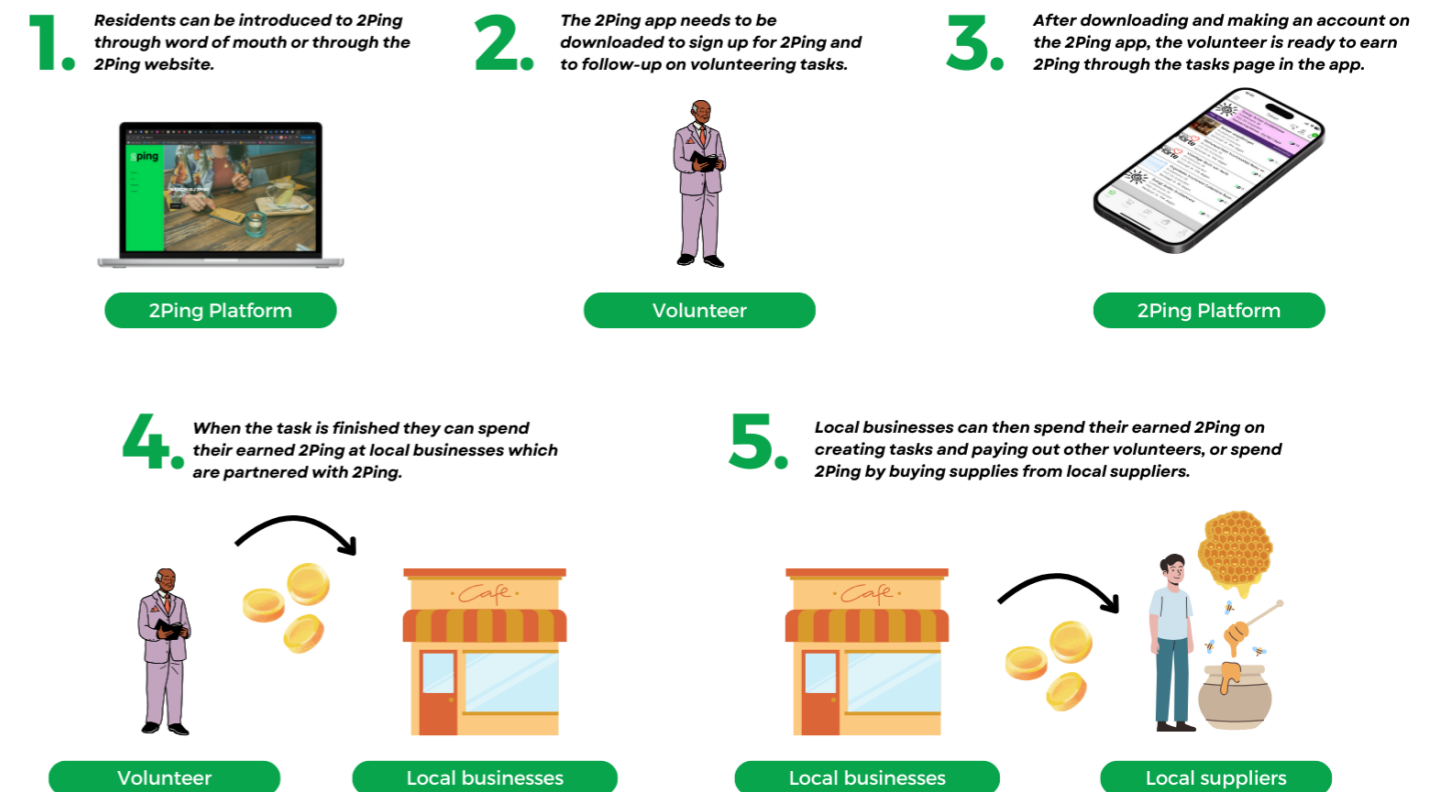 1.
Residents can be introduced to 2Ping
through word of mouth or through the
2Ping website.
2.
The 2Ping app needs to be
downloaded to sign up for 2Ping and
to follow-up on volunteering tasks.
3.
After downloading and making an account on
the 2Ping app, the volunteer is ready to earn
2Ping through the tasks page in the app.
2ping
2Ping Platform
Volunteer
2Ping Platform
4.
When the task is finished they can spend
their earned 2Ping at local businesses which
are partnered with 2Ping.
5.
Local businesses can then spend their earned 2Ping on
creating tasks and paying out other volunteers, or spend
2Ping by buying supplies from local suppliers.
Cafe
Cafe
Volunteer
Local businesses
Local businesses
Local suppliers